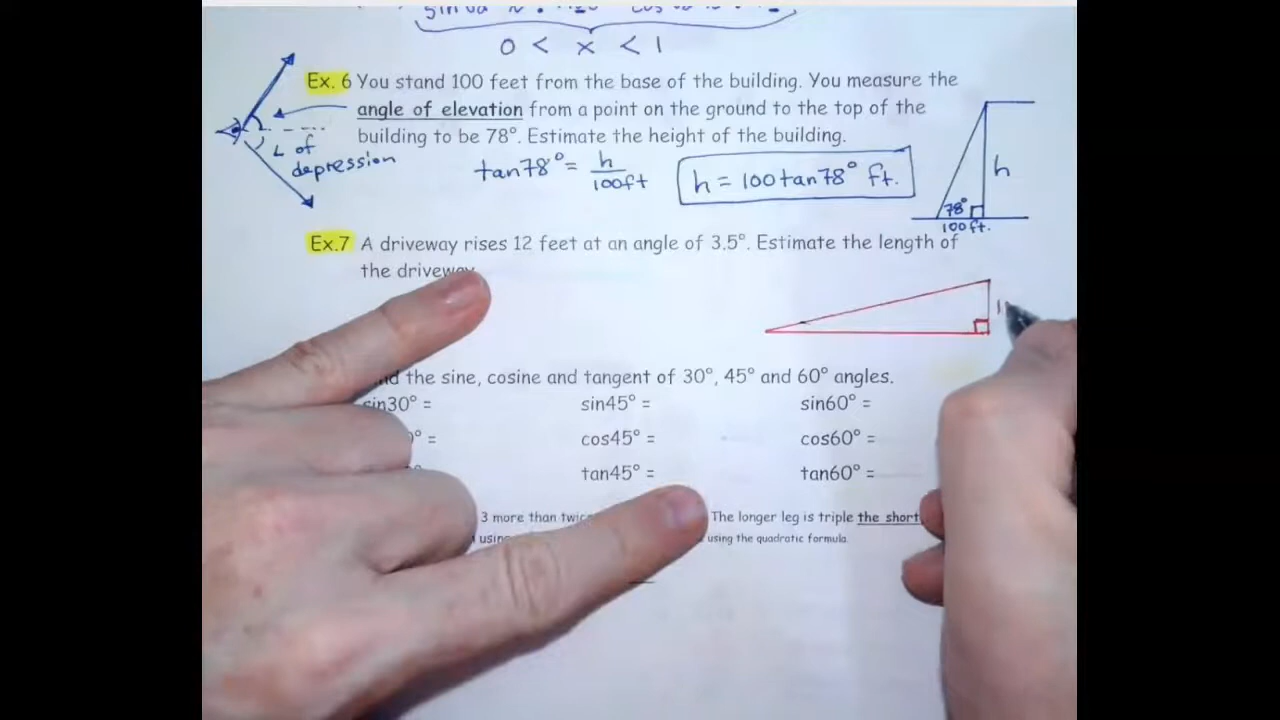 0 < x < 1
Ex. 6 You stand 100 feet from the base of the building. You measure the
angle of elevation from a point on the ground to the top of the
building to be 78°. Estimate the height of the building.
∠ of
depression
tan78° = h/100ft
h = 100tan78° ft.
h
78°
100ft.
Ex.7 A driveway rises 12 feet at an angle of 3.5°. Estimate the length of
the driveway
1
the sine, cosine and tangent of 30°, 45° and 60° angles.
sin30° = sin45° = sin60° =
° = cos45° = cos60° =
tan45° = tan60° =
3 more than The longer leg is triple the short
using the quadratic formula.